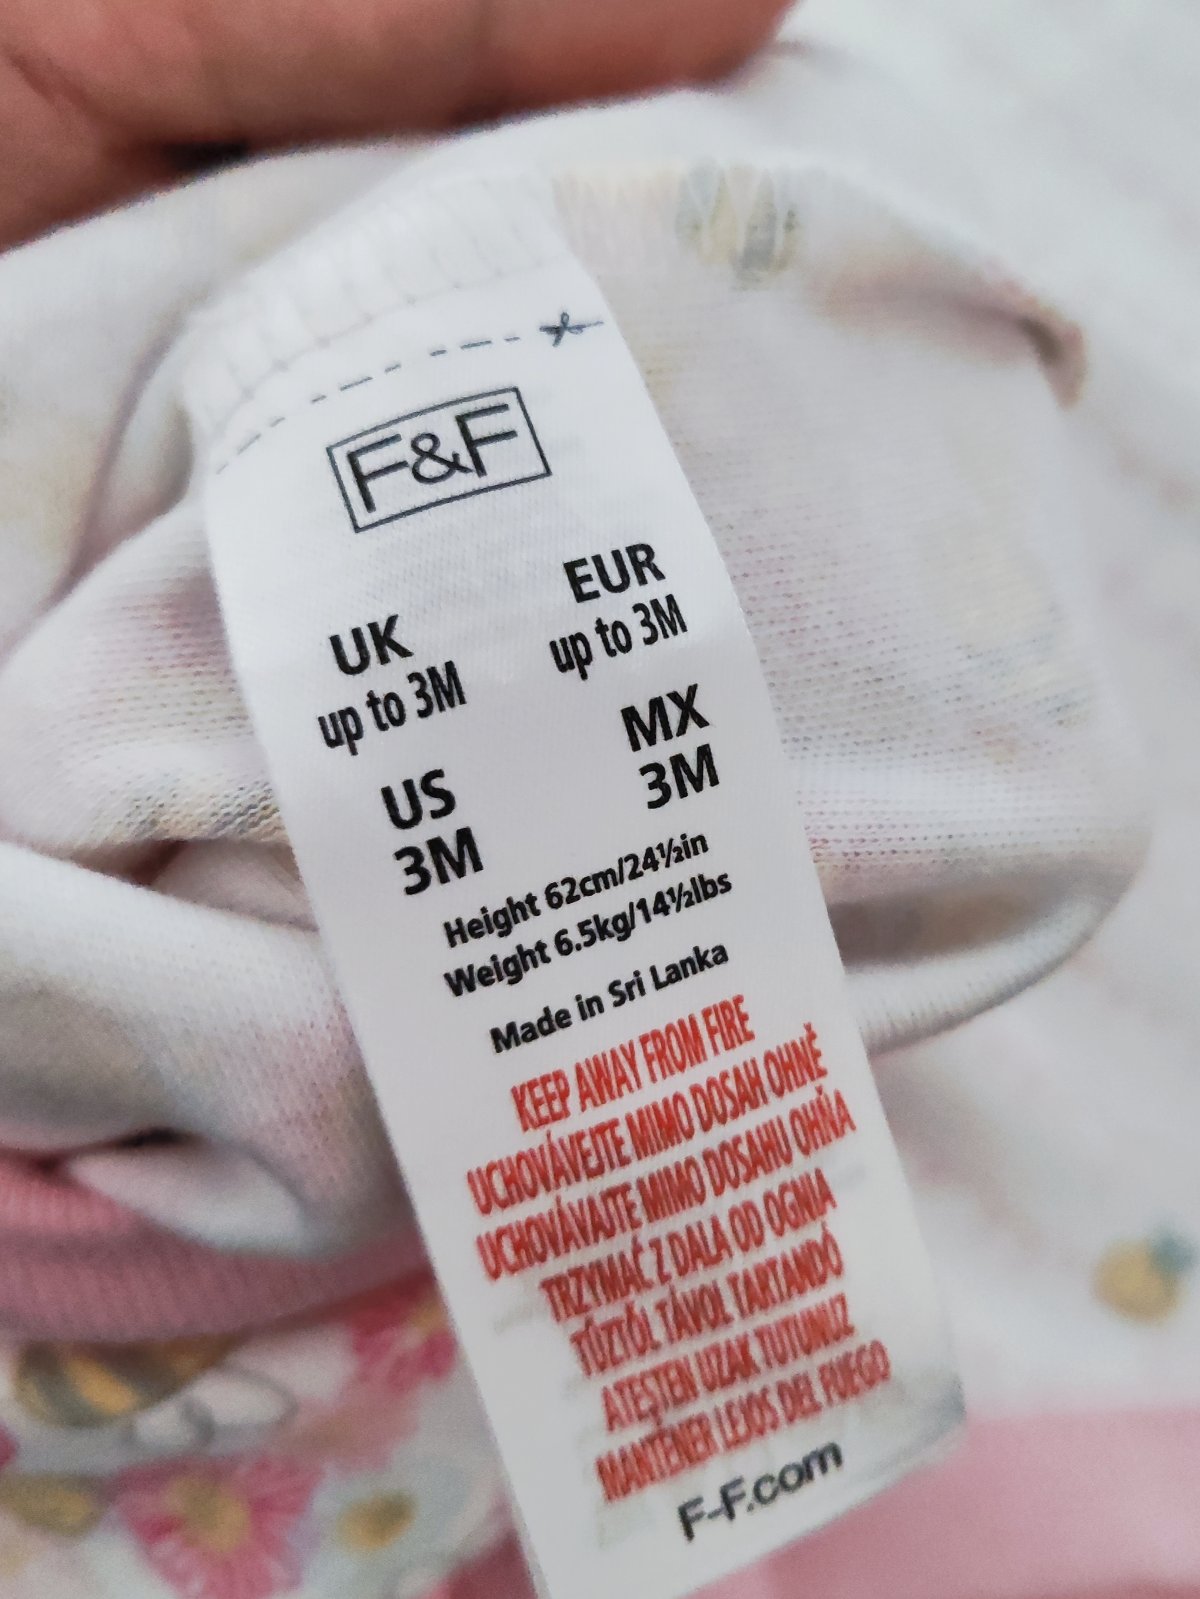 F&F
UK
up to 3M
EUR
up to 3M
US
3M
MX
3M
Height 62cm/24½in
Weight 6.5kg/14½lbs
Made in Sri Lanka
KEEP AWAY FROM FIRE
UCHOVÁVEJTE MIMO DOSAH OHNĚ
UCHOVÁVAJTE MIMO DOSAHU OHŇA
TRZYMAĆ Z DALA OD OGNIA
TŰZTŐL TÁVOL TARTANDÓ
ATEŞTEN UZAK TUTUNUZ
MANTENER LEJOS DEL FUEGO
F-F.com